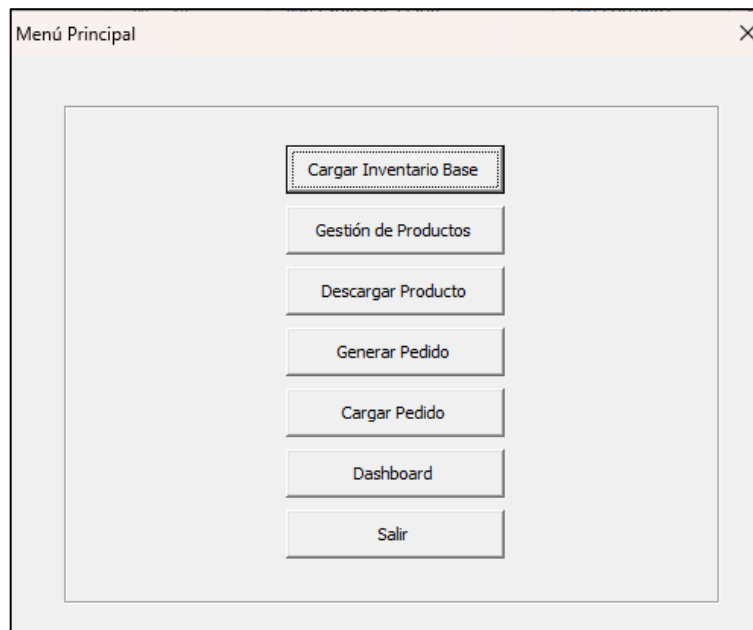 Menú Principal
Cargar Inventario Base
Gestión de Productos
Descargar Producto
Generar Pedido
Cargar Pedido
Dashboard
Salir